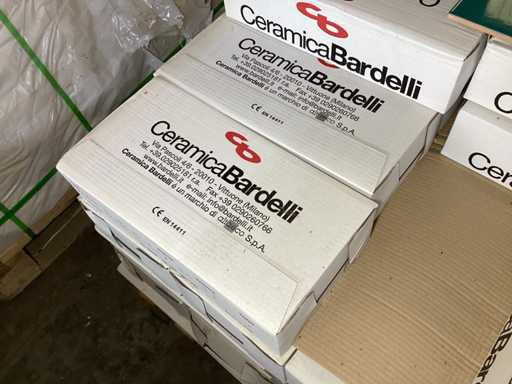 CeramicaBardelli
Via Pascoli 4/6 - 20010 - Vittuone (Milano)
Tel. +39.029025181 r.a. Fax +39 0290260766
www.bardelli.it e-mail: info@bardelli.it
Ceramica Bardelli è un marchio di S.p.A.
CE EN 14411
CeramicaBardelli
Via Pascoli 4/6 - 20010 - Vittuone (Milano)
Tel. +39.029025181 r.a. Fax +39 0290260766
www.bardelli.it e-mail: info@bardelli.it
Ceramica Bardelli è un marchio di S.p.A.
CE EN 14411
CeramicaBardelli
Ceramica